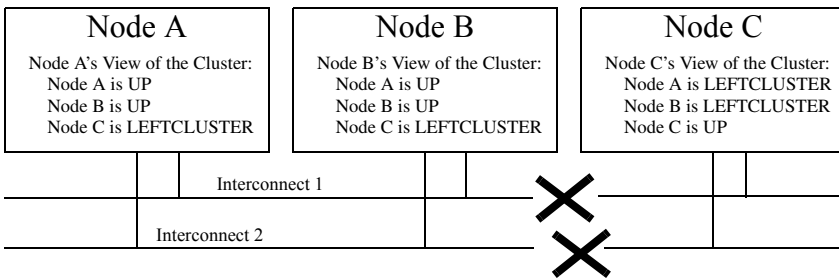 Node A
Node A's View of the Cluster:
Node A is UP
Node B is UP
Node C is LEFTCLUSTER
Node B
Node B's View of the Cluster:
Node A is UP
Node B is UP
Node C is LEFTCLUSTER
Node C
Node C's View of the Cluster:
Node A is LEFTCLUSTER
Node B is LEFTCLUSTER
Node C is UP
Interconnect 1
Interconnect 2